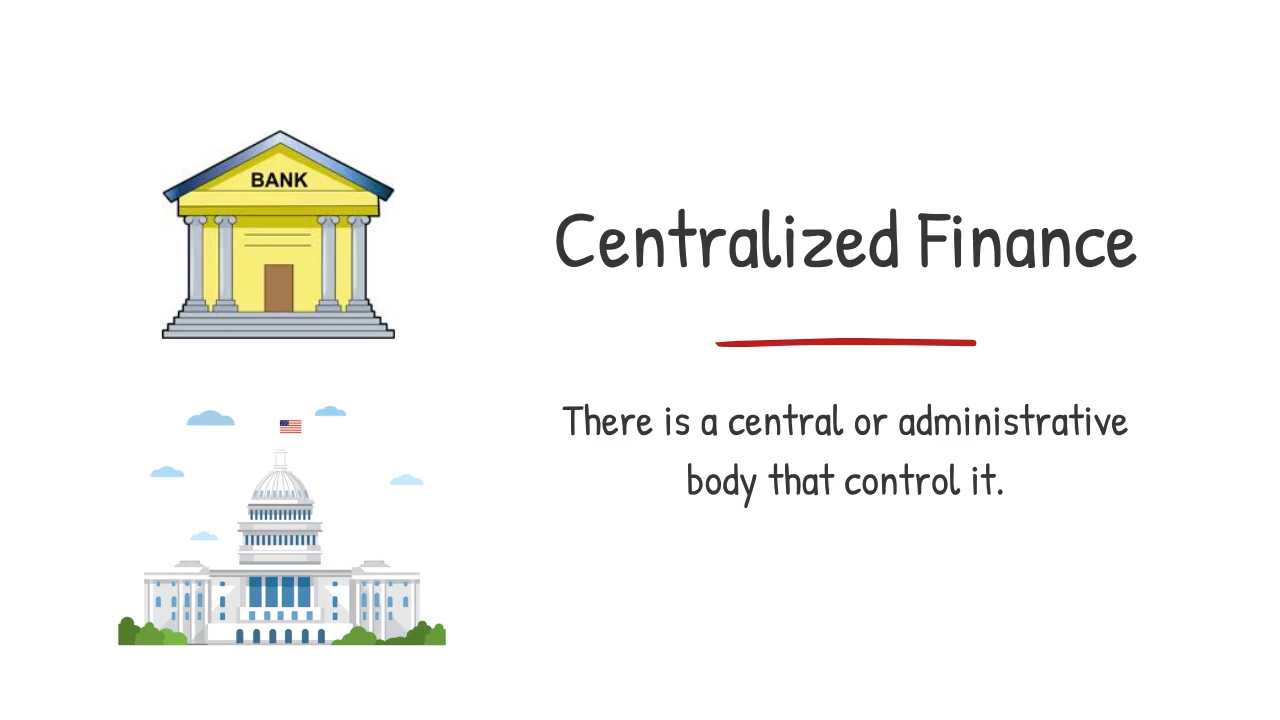 BANK
Centralized Finance
There is a central or administrative
body that control it.